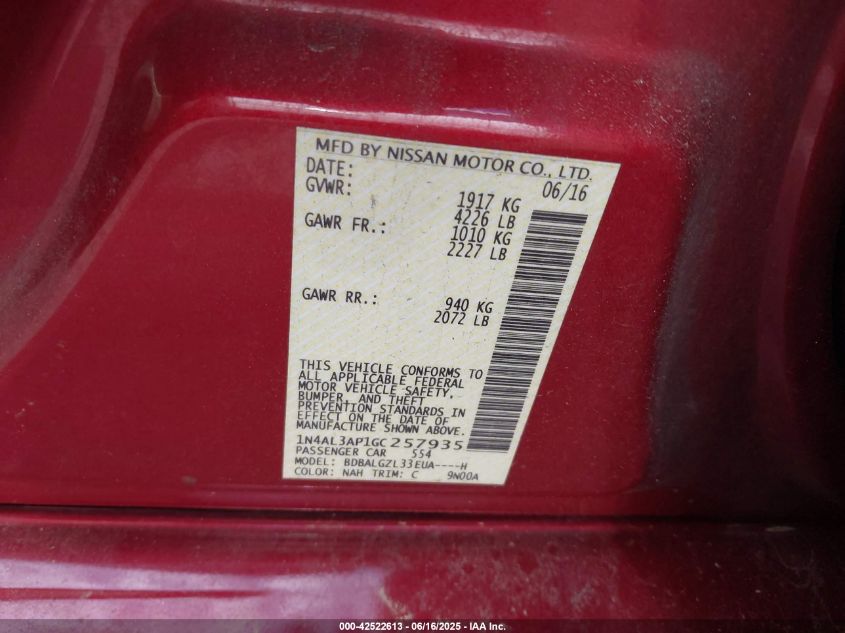 MFD BY NISSAN MOTOR CO., LTD.
DATE: 06/16
GVWR: 1917 KG
4226 LB
GAWR FR.: 1010 KG
2227 LB
GAWR RR.: 940 KG
2072 LB
THIS VEHICLE CONFORMS TO
ALL APPLICABLE FEDERAL
MOTOR VEHICLE SAFETY,
BUMPER, AND THEFT
PREVENTION STANDARDS IN
EFFECT ON THE DATE OF
MANUFACTURE SHOWN ABOVE.
1N4AL3AP1GC257935
PASSENGER CAR 554
MODEL: BDBALGZL33EUA----H
COLOR: NAH TRIM: C 9N00A
000-42522613 - 06/16/2025 - IAA Inc.